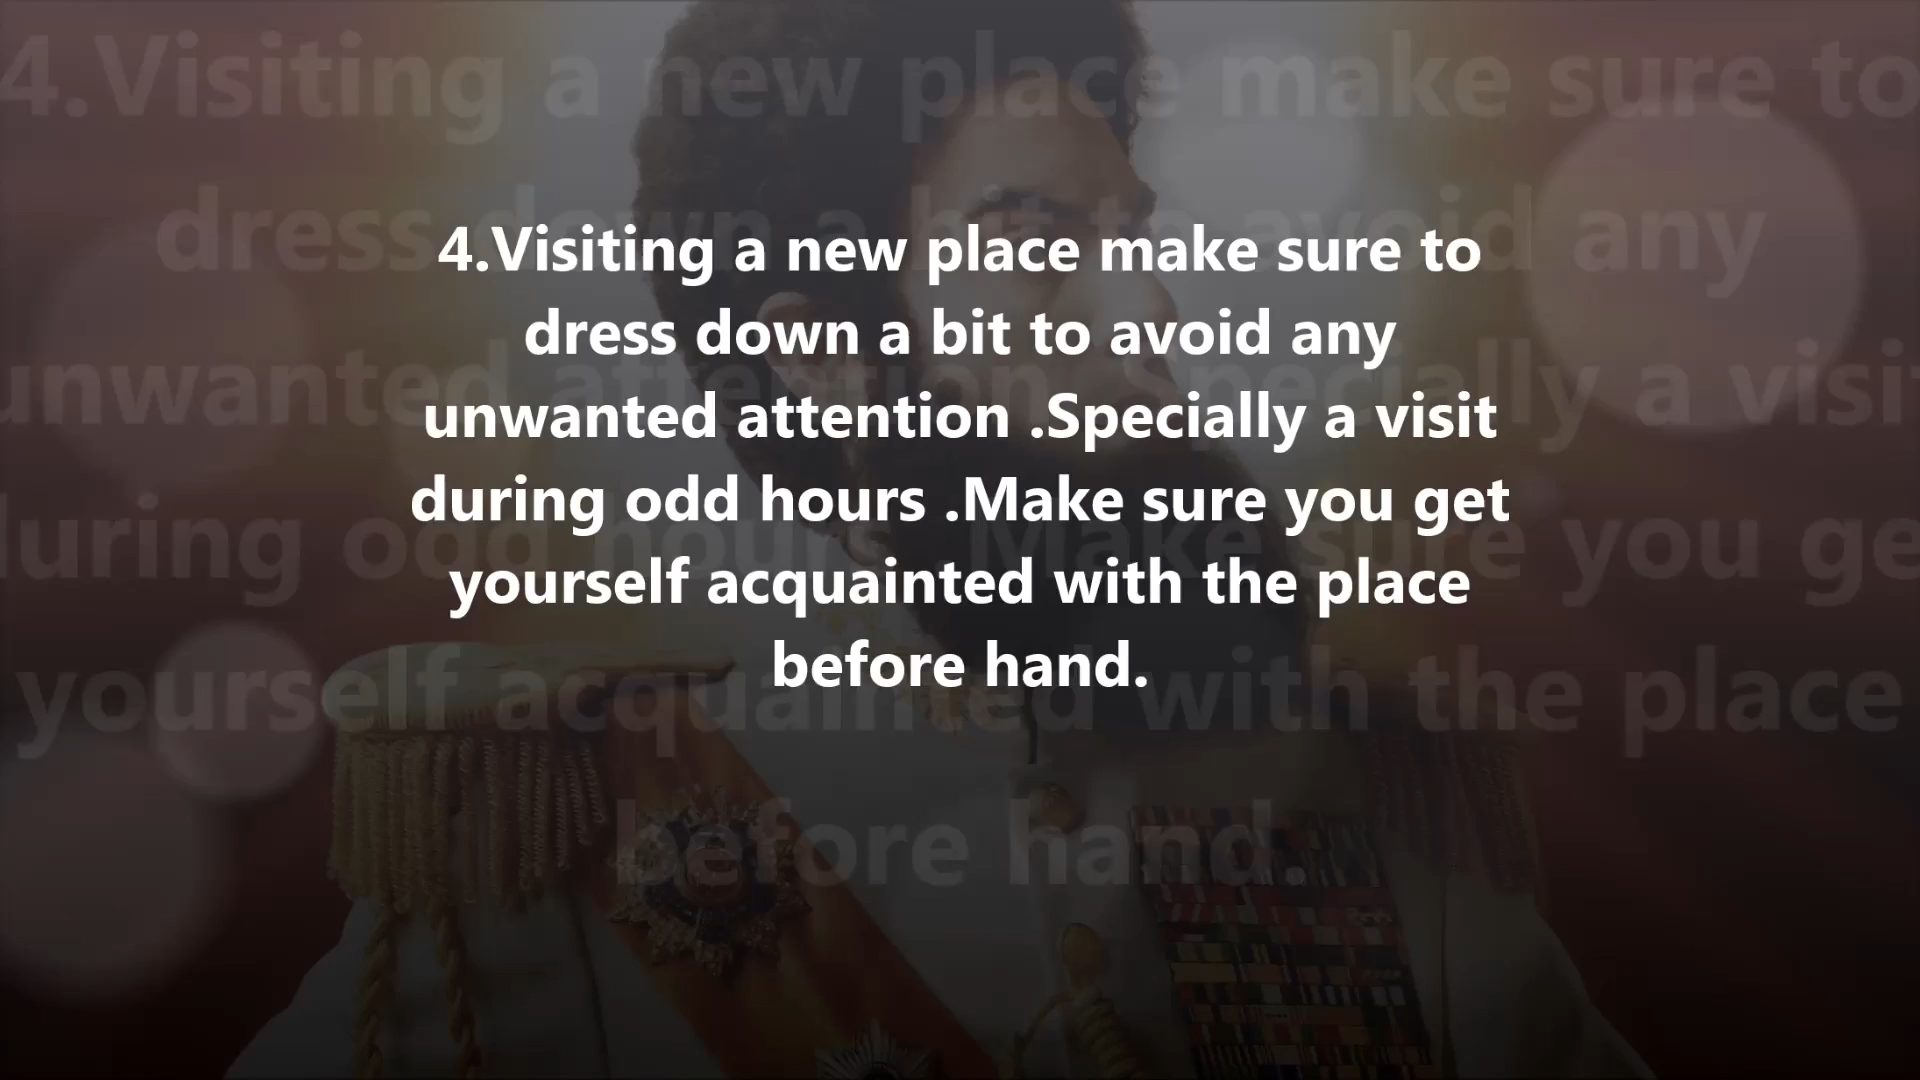 4.Visiting a new place make sure to
dress down a bit to avoid any
unwanted attention .Specially a visit
during odd hours .Make sure you get
yourself acquainted with the place
before hand.